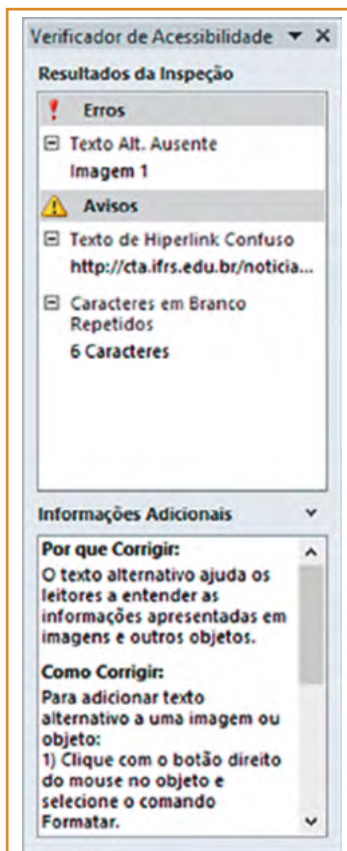 Verificador de Acessibilidade
Resultados da Inspeção
Erros
Texto Alt. Ausente
Imagem 1
Avisos
Texto de Hiperlink Confuso
http://cta.ifrs.edu.br/noticia...
Caracteres em Branco
Repetidos
6 Caracteres
Informações Adicionais
Por que Corrigir:
O texto alternativo ajuda os
leitores a entender as
informações apresentadas em
imagens e outros objetos.
Como Corrigir:
Para adicionar texto
alternativo a uma imagem ou
objeto:
1) Clique com o botão direito
do mouse no objeto e
selecione o comando
Formatar.